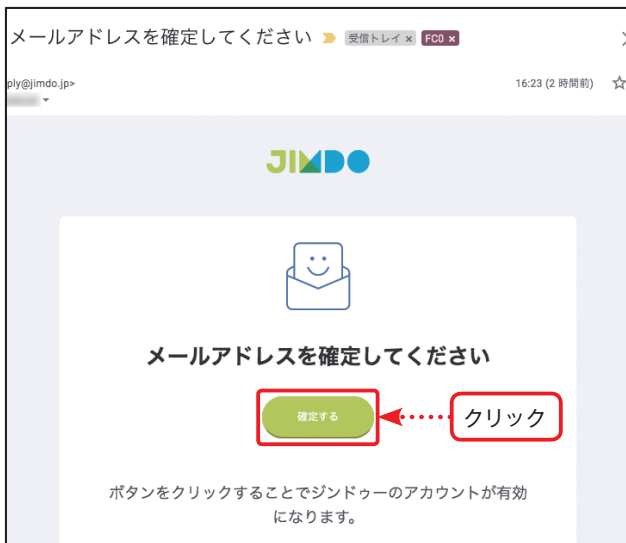 メールアドレスを確定してください 受信トレイ × FC0 ×
ply@jimdo.jp> 16:23 (2 時間前)
JIMDO
メールアドレスを確定してください
確定する クリック
ボタンをクリックすることでジンドゥーのアカウントが有効
になります。